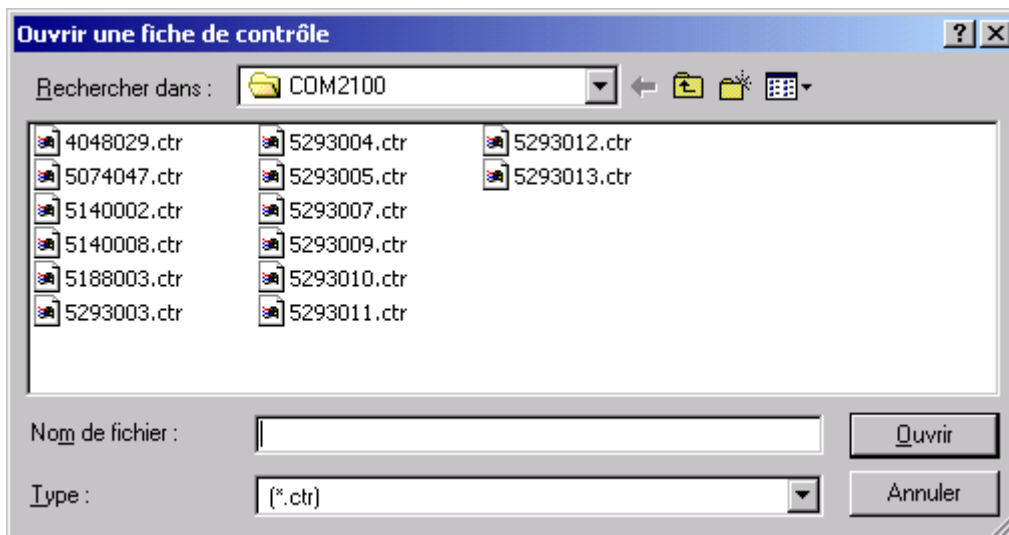 Ouvrir une fiche de contrôle
Rechercher dans : COM2100
4048029.ctr 5293004.ctr 5293012.ctr
5074047.ctr 5293005.ctr 5293013.ctr
5140002.ctr 5293007.ctr
5140008.ctr 5293009.ctr
5188003.ctr 5293010.ctr
5293003.ctr 5293011.ctr
Nom de fichier : Ouvrir
Type : (*.ctr) Annuler